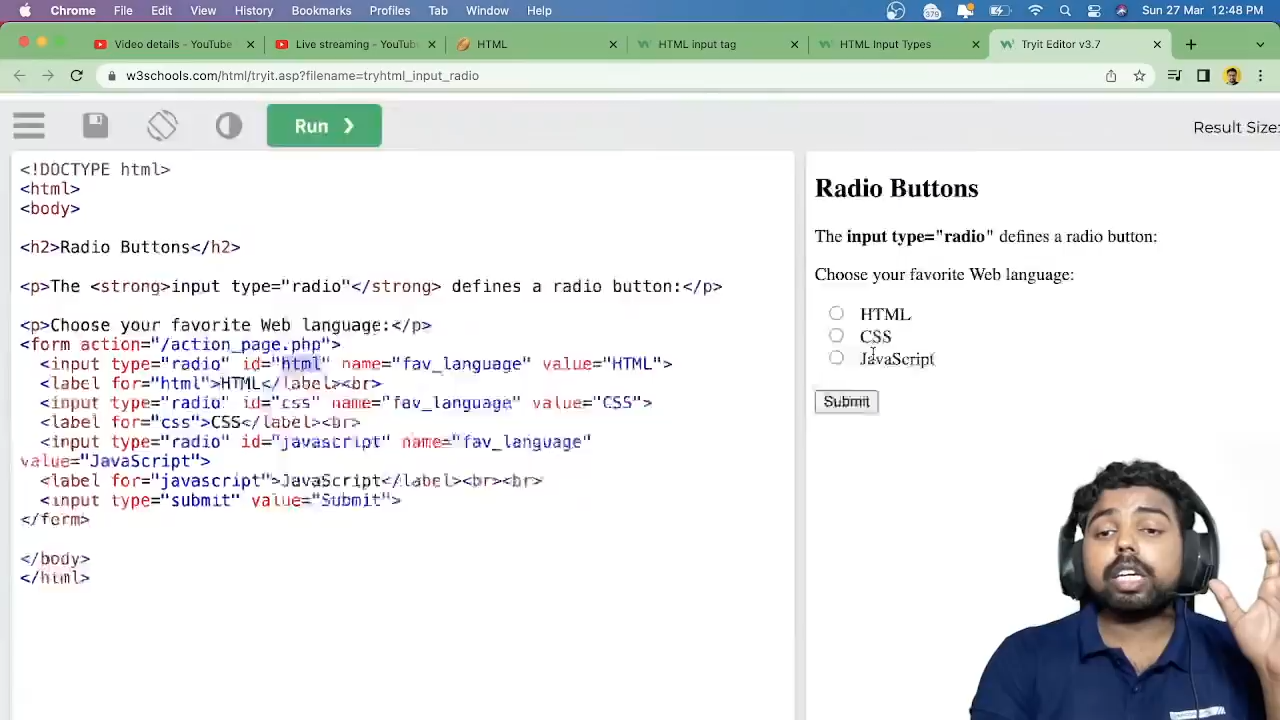 Chrome File Edit View History Bookmarks Profiles Tab Window Help 379 Sun 27 Mar 12:48 PM
Video details - YouTube Live streaming - YouTube HTML HTML input tag HTML Input Types Tryit Editor v3.7
w3schools.com/html/tryit.asp?filename=tryhtml_input_radio
Run ❯ Result Size:
<!DOCTYPE html>
<html>
<body>
<h2>Radio Buttons</h2>
<p>The <strong>input type="radio"</strong> defines a radio button:</p>
<p>Choose your favorite Web language:</p>
<form action="/action_page.php">
<input type="radio" id="html" name="fav_language" value="HTML">
<label for="html">HTML</label><br>
<input type="radio" id="css" name="fav_language" value="CSS">
<label for="css">CSS</label><br>
<input type="radio" id="javascript" name="fav_language"
value="JavaScript">
<label for="javascript">JavaScript</label><br><br>
<input type="submit" value="Submit">
</form>
</body>
</html>
Radio Buttons
The input type="radio" defines a radio button:
Choose your favorite Web language:
HTML
CSS
JavaScript
Submit